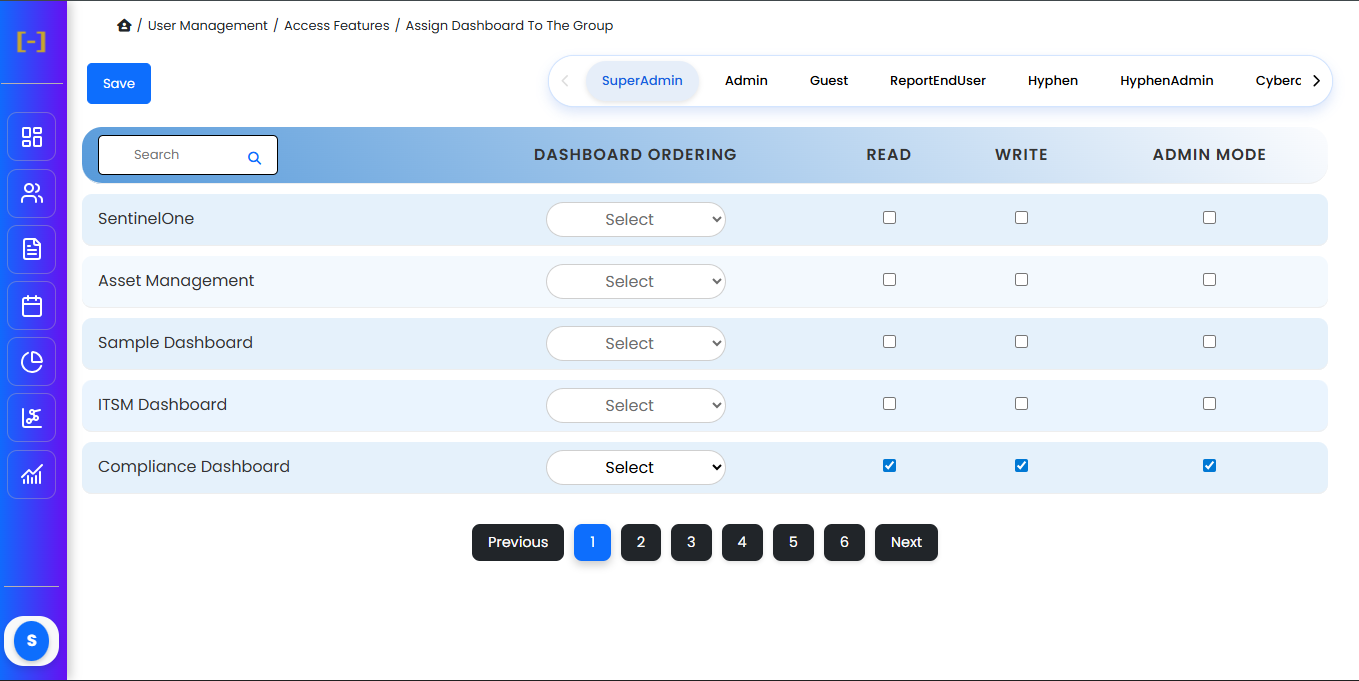 [-]
/ User Management / Access Features / Assign Dashboard To The Group
Save
SuperAdmin Admin Guest ReportEndUser Hyphen HyphenAdmin Cyberc
Search DASHBOARD ORDERING READ WRITE ADMIN MODE
SentinelOne Select
Asset Management Select
Sample Dashboard Select
ITSM Dashboard Select
Compliance Dashboard Select
Previous 1 2 3 4 5 6 Next
S